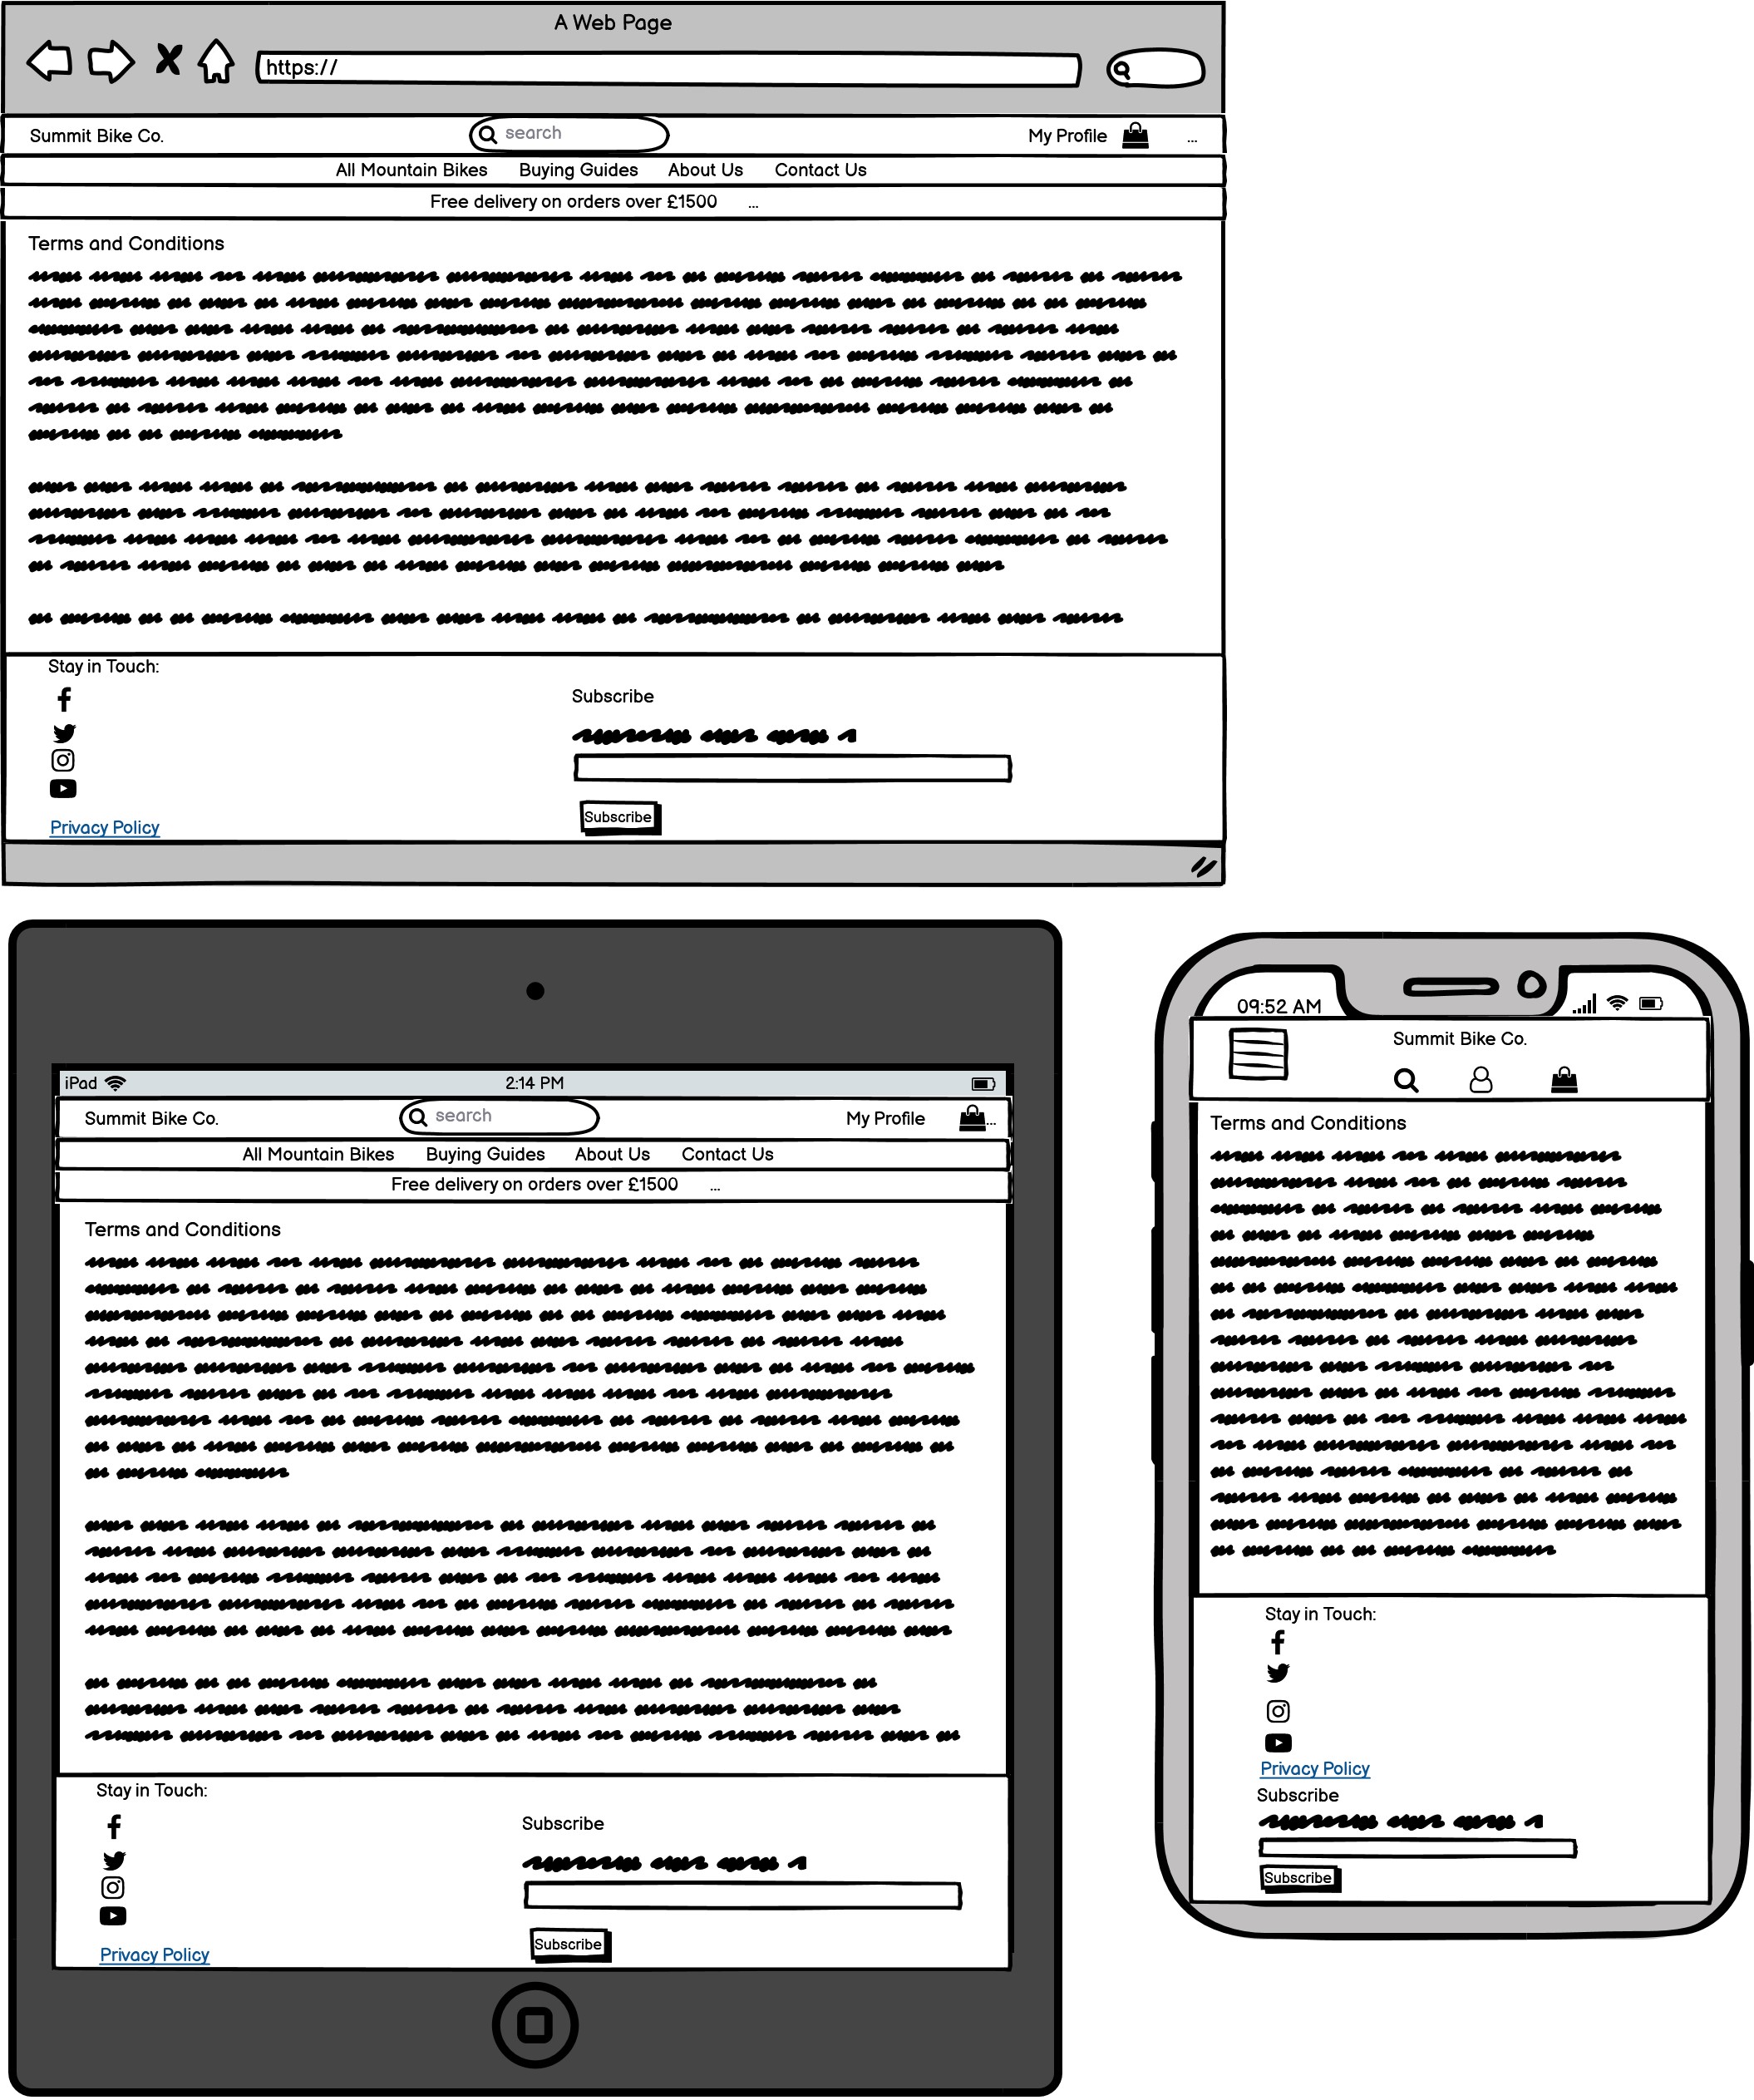 A Web Page
https://
Summit Bike Co. search My Profile ...
All Mountain Bikes Buying Guides About Us Contact Us
Free delivery on orders over £1500 ...
Terms and Conditions
Stay in Touch:
Subscribe
Subscribe
Privacy Policy
iPad 2:14 PM
Summit Bike Co. search My Profile ...
All Mountain Bikes Buying Guides About Us Contact Us
Free delivery on orders over £1500 ...
Terms and Conditions
Stay in Touch:
Subscribe
Subscribe
Privacy Policy
09:52 AM
Summit Bike Co.
Terms and Conditions
Stay in Touch:
Privacy Policy
Subscribe
Subscribe